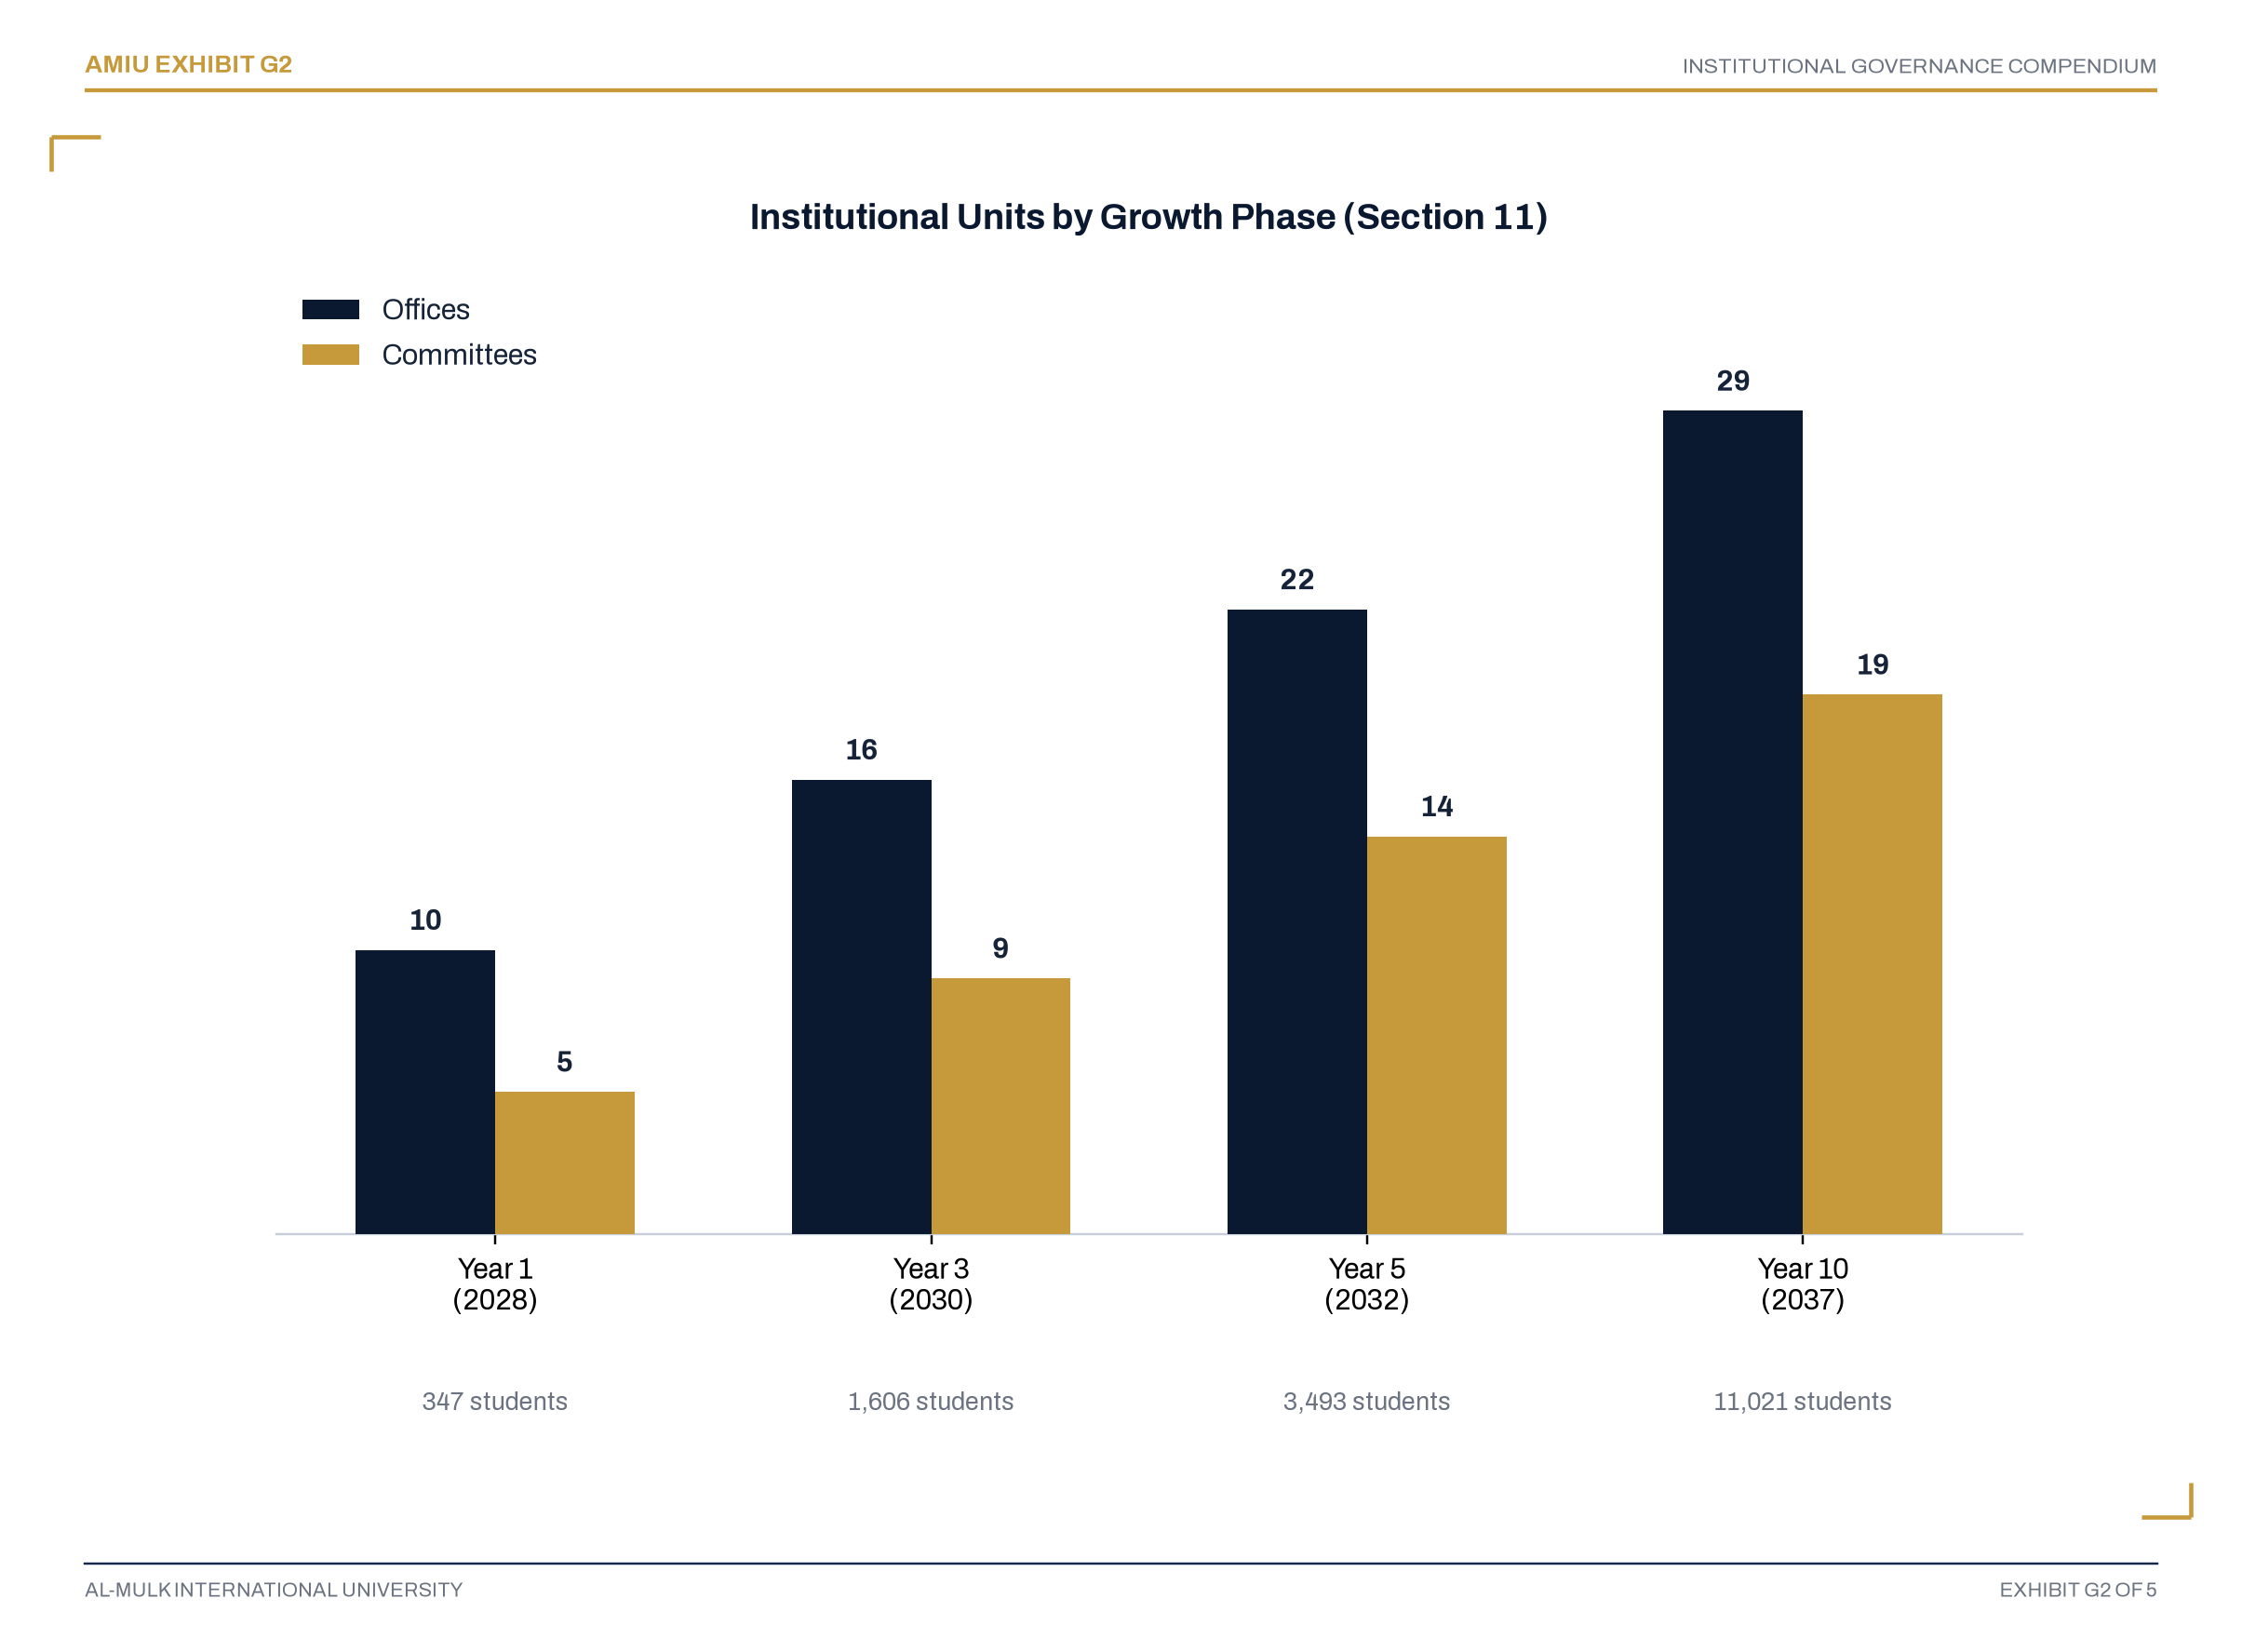 AMIU EXHIBIT G2
INSTITUTIONAL GOVERNANCE COMPENDIUM
Institutional Units by Growth Phase (Section 11)
Offices
Committees
10
5
16
9
22
14
29
19
Year 1
(2028)
Year 3
(2030)
Year 5
(2032)
Year 10
(2037)
347 students
1,606 students
3,493 students
11,021 students
AL-MULK INTERNATIONAL UNIVERSITY
EXHIBIT G2 OF 5